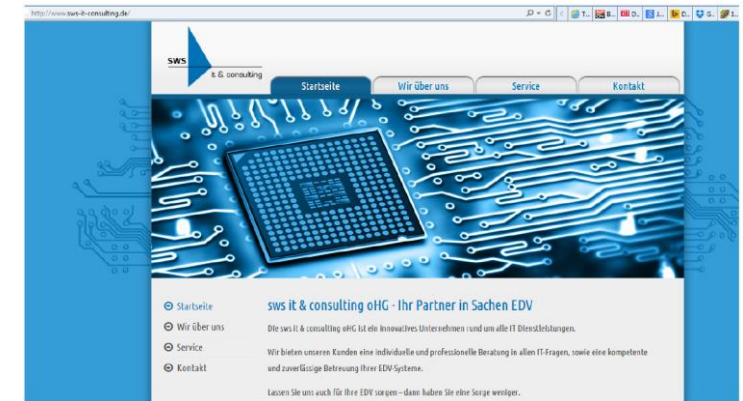 http://www.sws-it-consulting.de/
sws
it & consulting
Startseite
Wir über uns
Service
Kontakt
Startseite
Wir über uns
Service
Kontakt
sws it & consulting oHG - Ihr Partner in Sachen EDV
Die sws it & consulting oHG ist ein innovatives Unternehmen rund um alle IT Dienstleistungen.
Wir bieten unseren Kunden eine individuelle und professionelle Beratung in allen IT-Fragen, sowie eine kompetente
und zuverlässige Betreuung Ihrer EDV-Systeme.
Lassen Sie uns auch für Ihre EDV sorgen – dann haben Sie eine Sorge weniger.